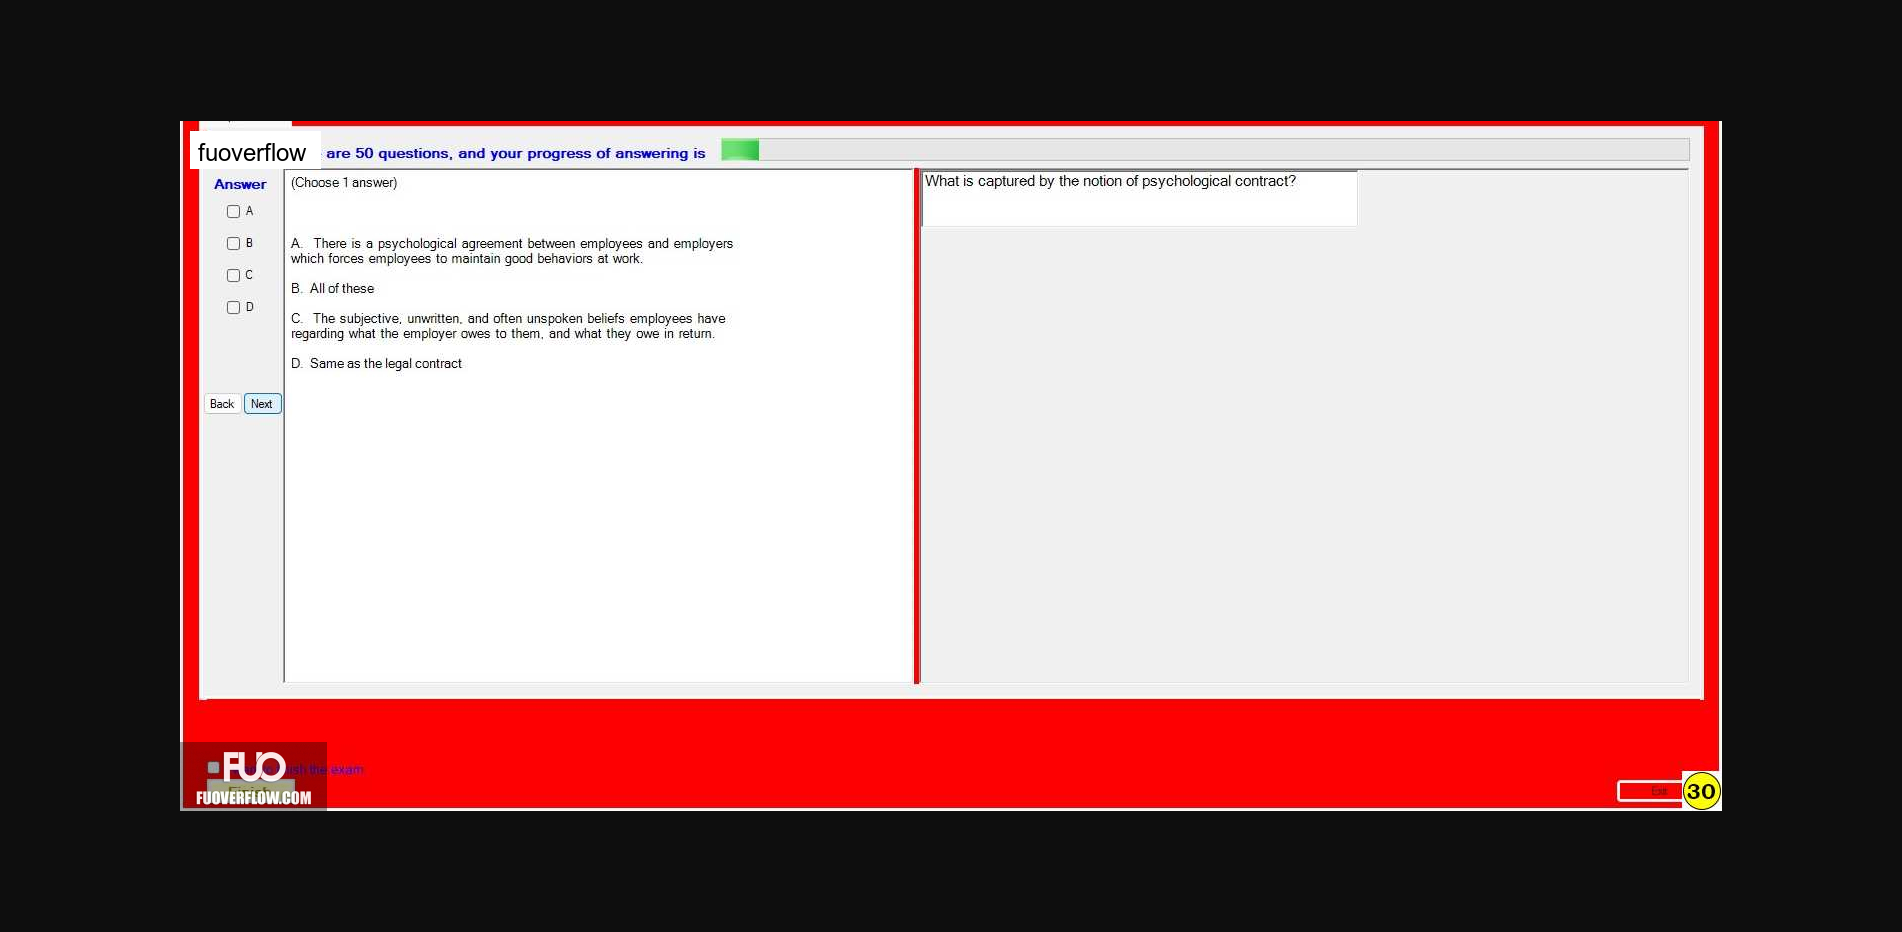 fuoverflow are 50 questions, and your progress of answering is
Answer
A
B
C
D
Back Next
(Choose 1 answer)
A. There is a psychological agreement between employees and employers
which forces employees to maintain good behaviors at work.
B. All of these
C. The subjective, unwritten, and often unspoken beliefs employees have
regarding what the employer owes to them, and what they owe in return.
D. Same as the legal contract
What is captured by the notion of psychological contract?
FUO
the exam
Finish
FUOVERFLOW.COM
Exit
30